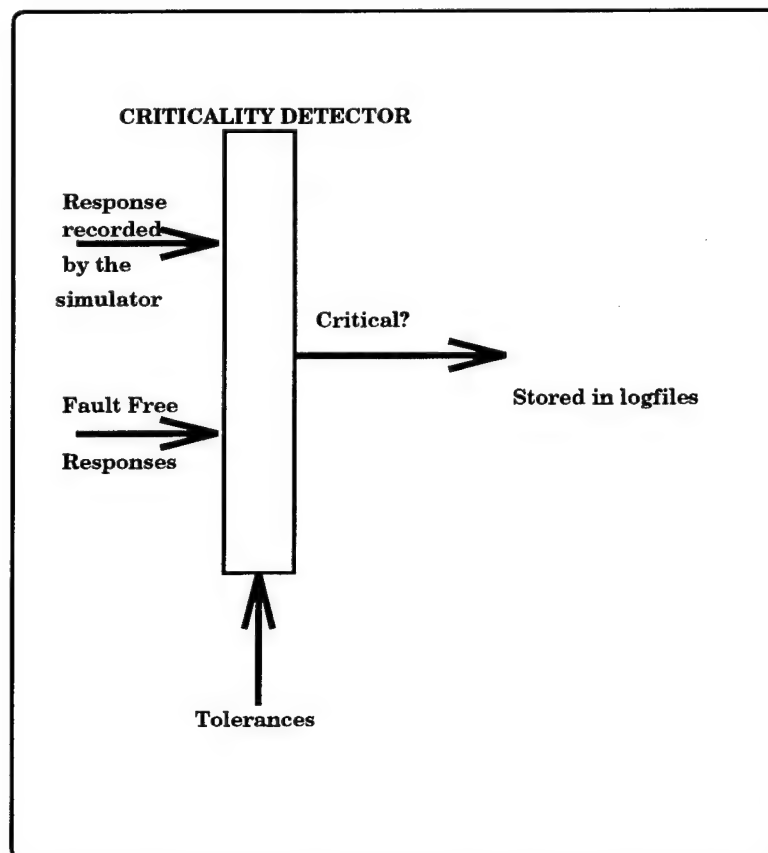 CRITICALITY DETECTOR
Response
recorded
by the
simulator
Critical?
Stored in logfiles
Fault Free
Responses
Tolerances